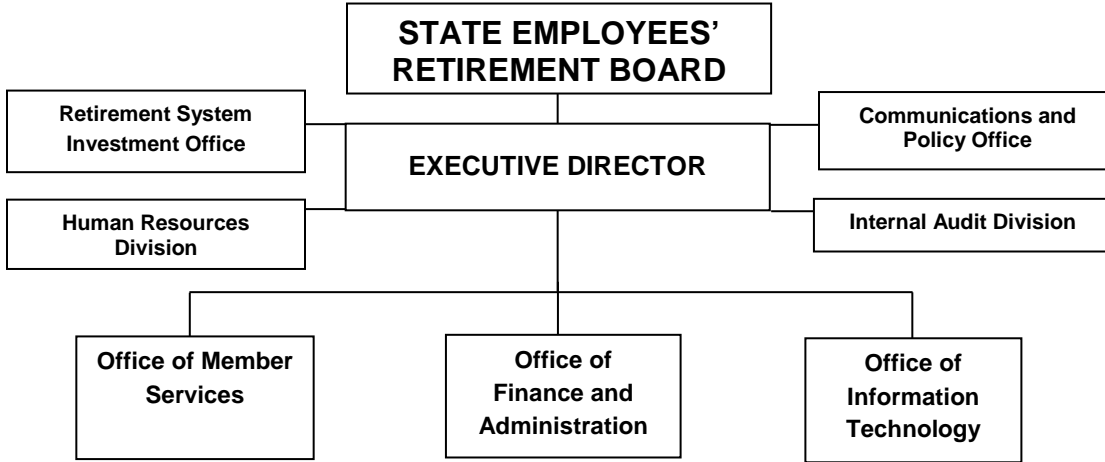 STATE EMPLOYEES’
RETIREMENT BOARD
Retirement System
Investment Office
Communications and
Policy Office
EXECUTIVE DIRECTOR
Human Resources
Division
Internal Audit Division
Office of Member
Services
Office of
Finance and
Administration
Office of
Information
Technology